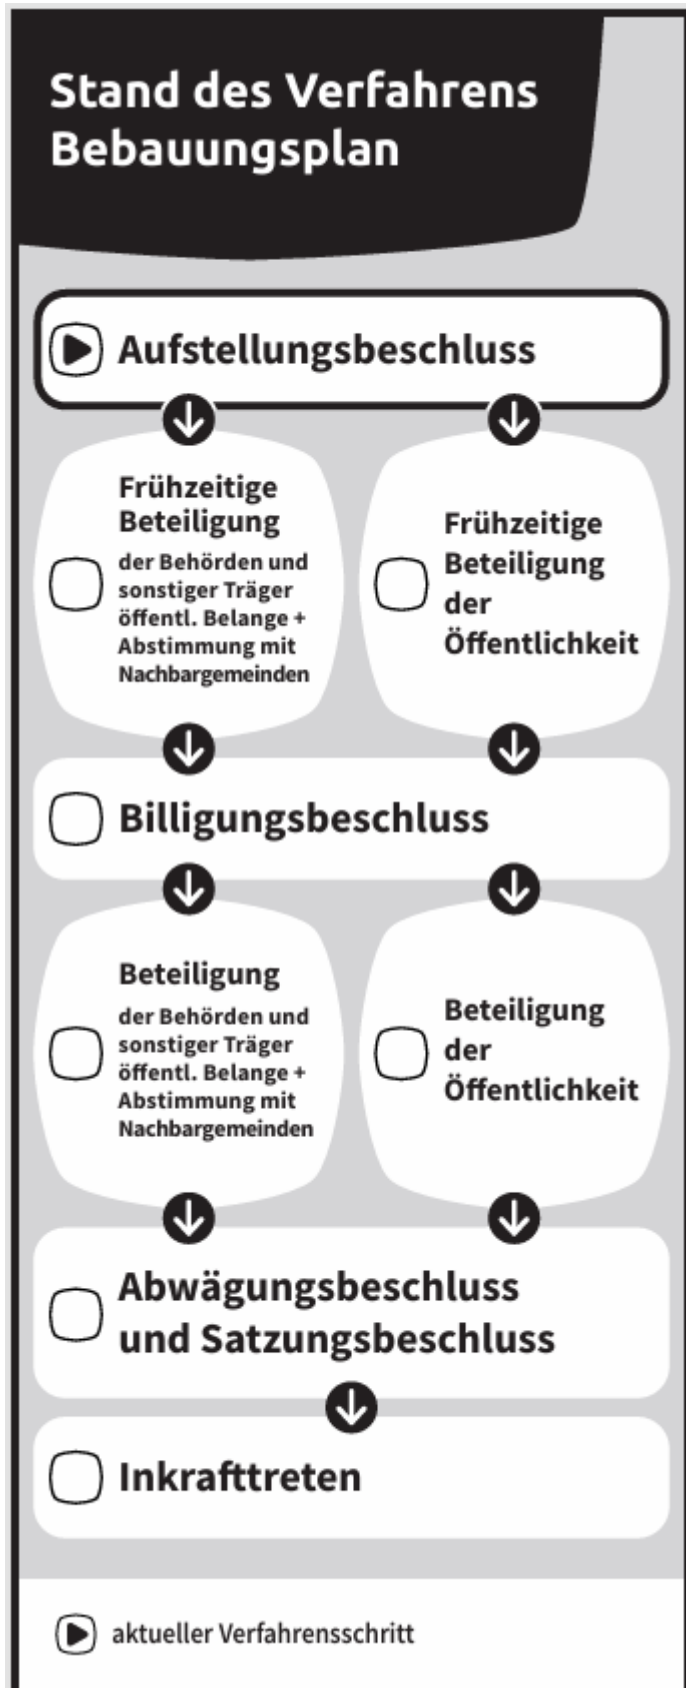 Stand des Verfahrens
Bebauungsplan
Aufstellungsbeschluss
Frühzeitige
Beteiligung
der Behörden und
sonstiger Träger
öffentl. Belange +
Abstimmung mit
Nachbargemeinden
Frühzeitige
Beteiligung
der
Öffentlichkeit
Billigungsbeschluss
Beteiligung
der Behörden und
sonstiger Träger
öffentl. Belange +
Abstimmung mit
Nachbargemeinden
Beteiligung
der
Öffentlichkeit
Abwägungsbeschluss
und Satzungsbeschluss
Inkrafttreten
aktueller Verfahrensschritt